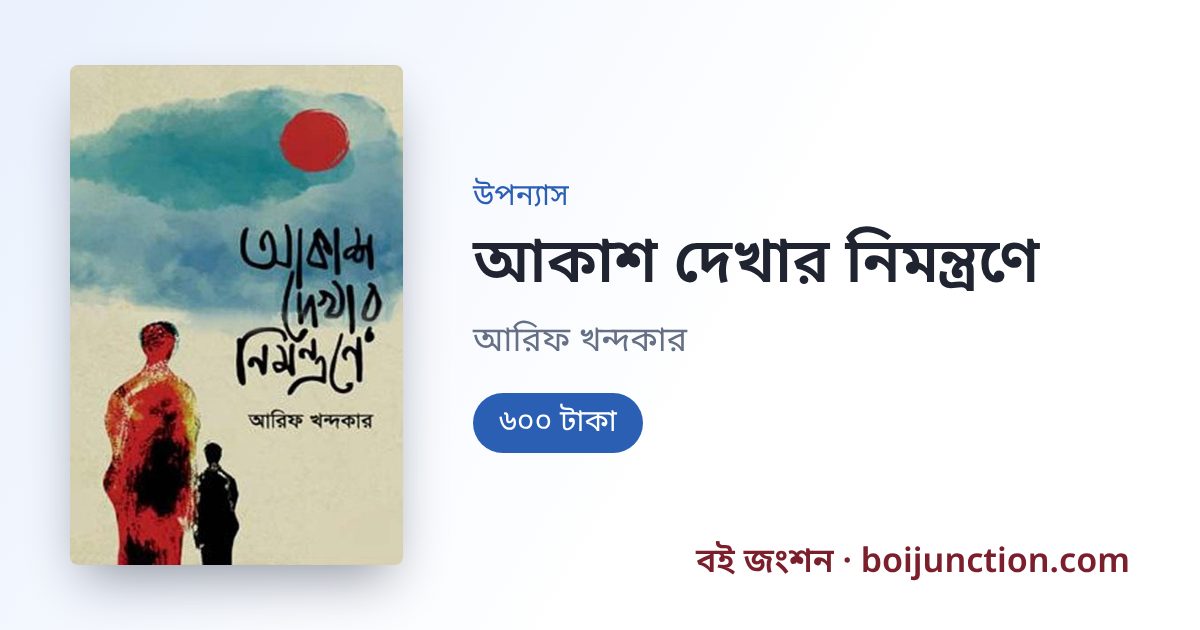 আকাশ
দেখার
নিমন্ত্রণে
আরিফ খন্দকার
উপন্যাস
আকাশ দেখার নিমন্ত্রণে
আরিফ খন্দকার
৬০০ টাকা
বই জংশন · boijunction.com